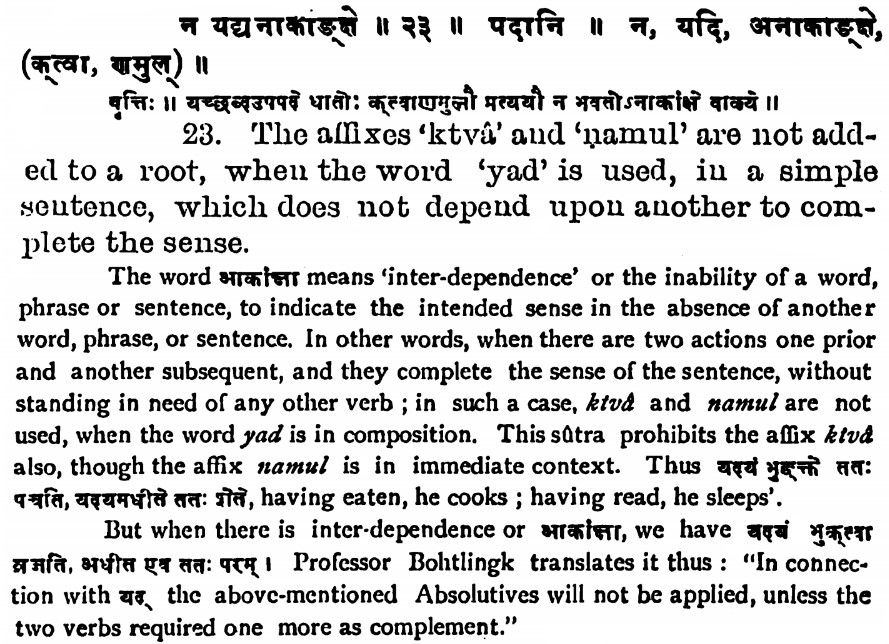 न यद्यनाकाङ्क्षे ॥ २३ ॥ पदानि ॥ न, यदि, अनाकाङ्क्षे,
(क्त्वा, णमुल्) ॥
वृत्तिः ॥ यच्छब्दउपपदे धातोः क्त्वाणमुलौ प्रत्ययौ न भवतोऽनाकांक्षे वाक्ये ॥
23. The affixes ‘ktvâ’ and ‘ṇamul’ are not add-
ed to a root, when the word ‘yad’ is used, in a simple
sentence, which does not depend upon another to com-
plete the sense.
The word आकांक्षा means ‘inter-dependence’ or the inability of a word,
phrase or sentence, to indicate the intended sense in the absence of another
word, phrase, or sentence. In other words, when there are two actions one prior
and another subsequent, and they complete the sense of the sentence, without
standing in need of any other verb ; in such a case, ktvâ and namul are not
used, when the word yad is in composition. This sûtra prohibits the affix ktvâ
also, though the affix namul is in immediate context. Thus यदयं भुङ्क्ते ततः
पचति, यदयमधीते ततः शेते, having eaten, he cooks ; having read, he sleeps’.
But when there is inter-dependence or आकांक्षा, we have यदयं भुक्त्वा
व्रजति, अधीत एव ततः परम् । Professor Bohtlingk translates it thus : “In connec-
tion with यद् the above-mentioned Absolutives will not be applied, unless the
two verbs required one more as complement.”